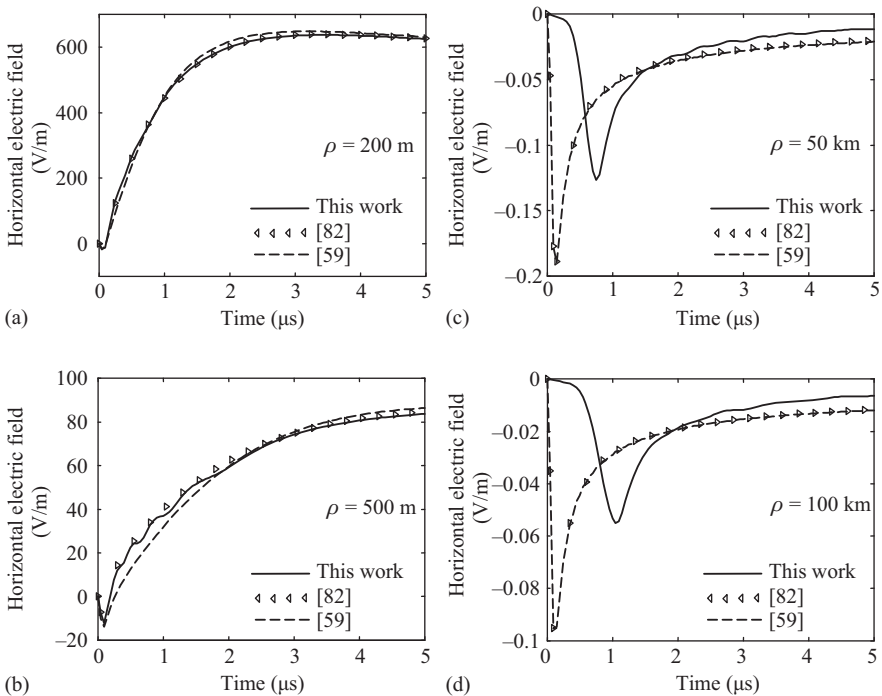 600
400
200
0
Horizontal electric field
(V/m)
ρ = 200 m
This work
[82]
[59]
0 1 2 3 4 5
Time (μs)
(a)
0
–0.05
–0.1
–0.15
–0.2
Horizontal electric field
(V/m)
ρ = 50 km
This work
[82]
[59]
0 1 2 3 4 5
Time (μs)
(c)
100
80
60
40
20
0
–20
Horizontal electric field
(V/m)
ρ = 500 m
This work
[82]
[59]
0 1 2 3 4 5
Time (μs)
(b)
0
–0.02
–0.04
–0.06
–0.08
–0.1
Horizontal electric field
(V/m)
ρ = 100 km
This work
[82]
[59]
0 1 2 3 4 5
Time (μs)
(d)